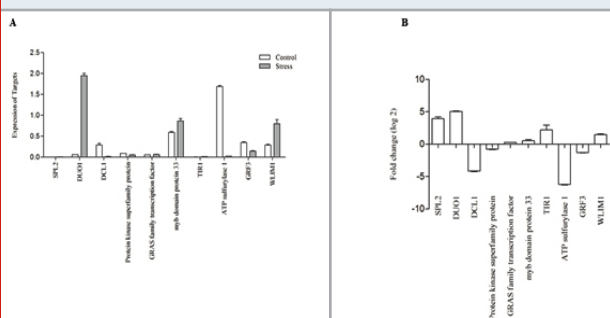 A
Expression of Targets
2.5
2.0
1.5
1.0
0.5
0.0
Control
Stress
SPL2
DUO1
DCL1
Protein kinase superfamily protein
GRAS family transcription factor
myb domain protein 33
TIR1
ATP sulfurylase 1
GRF3
WLIM1
B
Fold change (log 2)
10
5
0
-5
-10
SPL2
DUO1
DCL1
Protein kinase superfamily protein
GRAS family transcription factor
myb domain protein 33
TIR1
ATP sulfurylase 1
GRF3
WLIM1